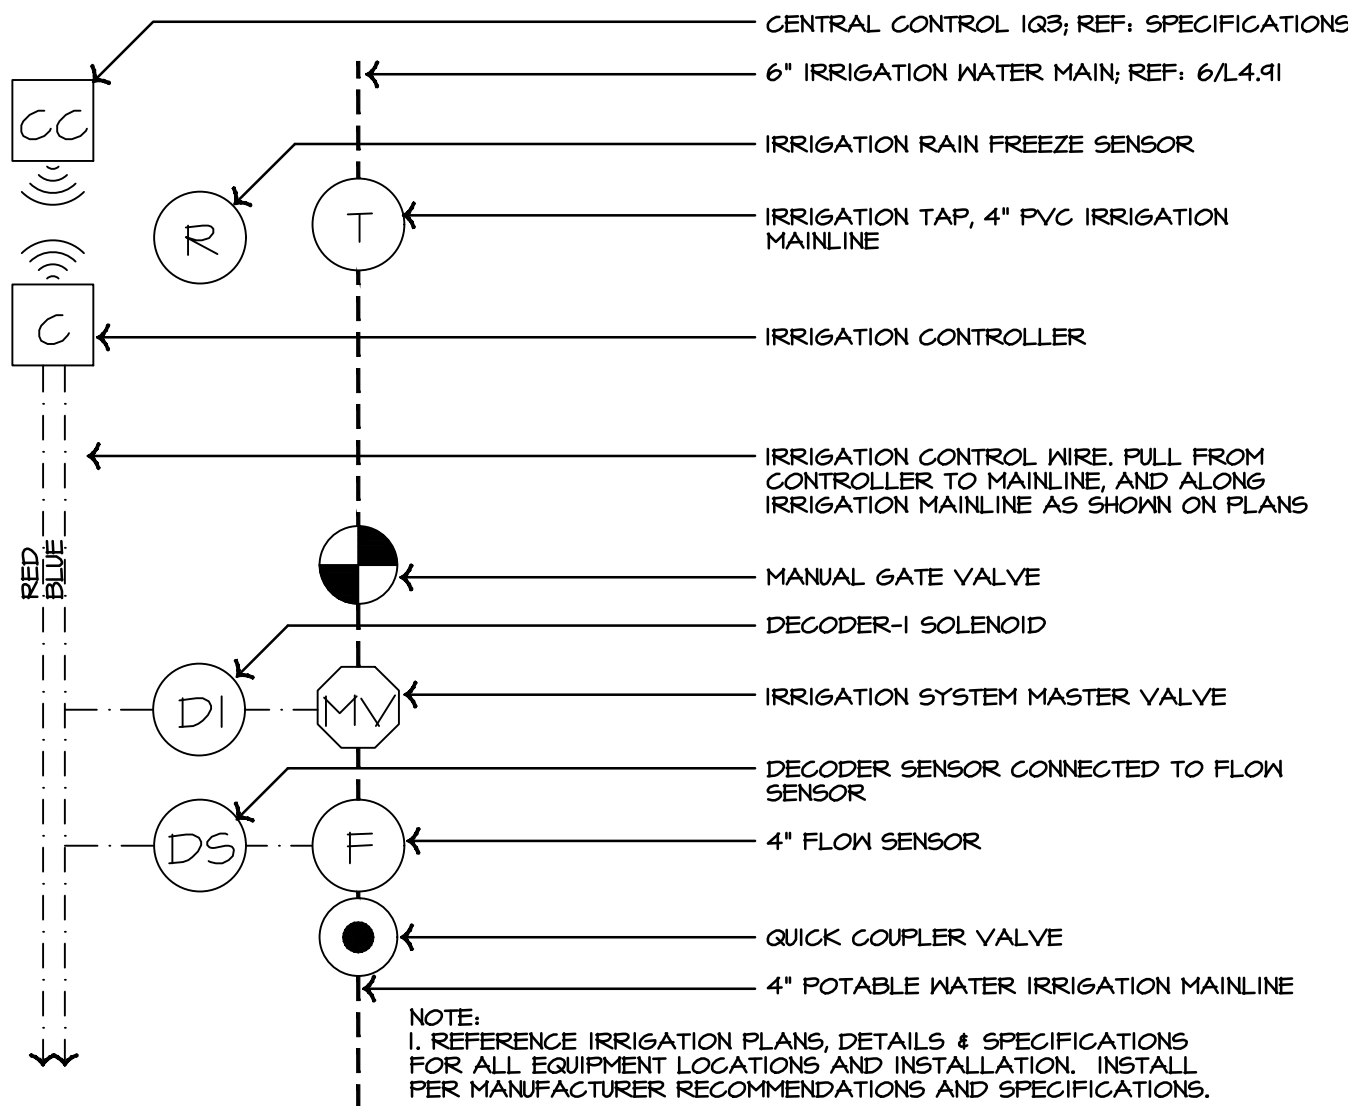 CENTRAL CONTROL IQ3; REF: SPECIFICATIONS
6" IRRIGATION WATER MAIN; REF: 6/L4.91
CC
IRRIGATION RAIN FREEZE SENSOR
R
T
IRRIGATION TAP, 4" PVC IRRIGATION
MAINLINE
C
IRRIGATION CONTROLLER
IRRIGATION CONTROL WIRE. PULL FROM
CONTROLLER TO MAINLINE, AND ALONG
IRRIGATION MAINLINE AS SHOWN ON PLANS
RED
BLUE
MANUAL GATE VALVE
DECODER-1 SOLENOID
D1
MV
IRRIGATION SYSTEM MASTER VALVE
DECODER SENSOR CONNECTED TO FLOW
SENSOR
DS
F
4" FLOW SENSOR
QUICK COUPLER VALVE
4" POTABLE WATER IRRIGATION MAINLINE
NOTE:
1. REFERENCE IRRIGATION PLANS, DETAILS & SPECIFICATIONS
FOR ALL EQUIPMENT LOCATIONS AND INSTALLATION. INSTALL
PER MANUFACTURER RECOMMENDATIONS AND SPECIFICATIONS.